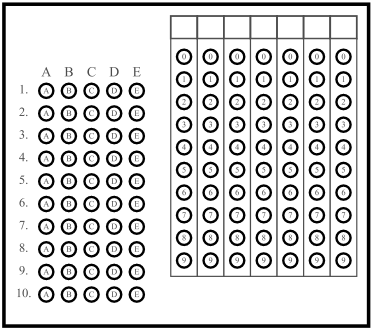 A B C D E
1. A B C D E
2. A B C D E
3. A B C D E
4. A B C D E
5. A B C D E
6. A B C D E
7. A B C D E
8. A B C D E
9. A B C D E
10. A B C D E
0 0 0 0 0 0 0
1 1 1 1 1 1 1
2 2 2 2 2 2 2
3 3 3 3 3 3 3
4 4 4 4 4 4 4
5 5 5 5 5 5 5
6 6 6 6 6 6 6
7 7 7 7 7 7 7
8 8 8 8 8 8 8
9 9 9 9 9 9 9